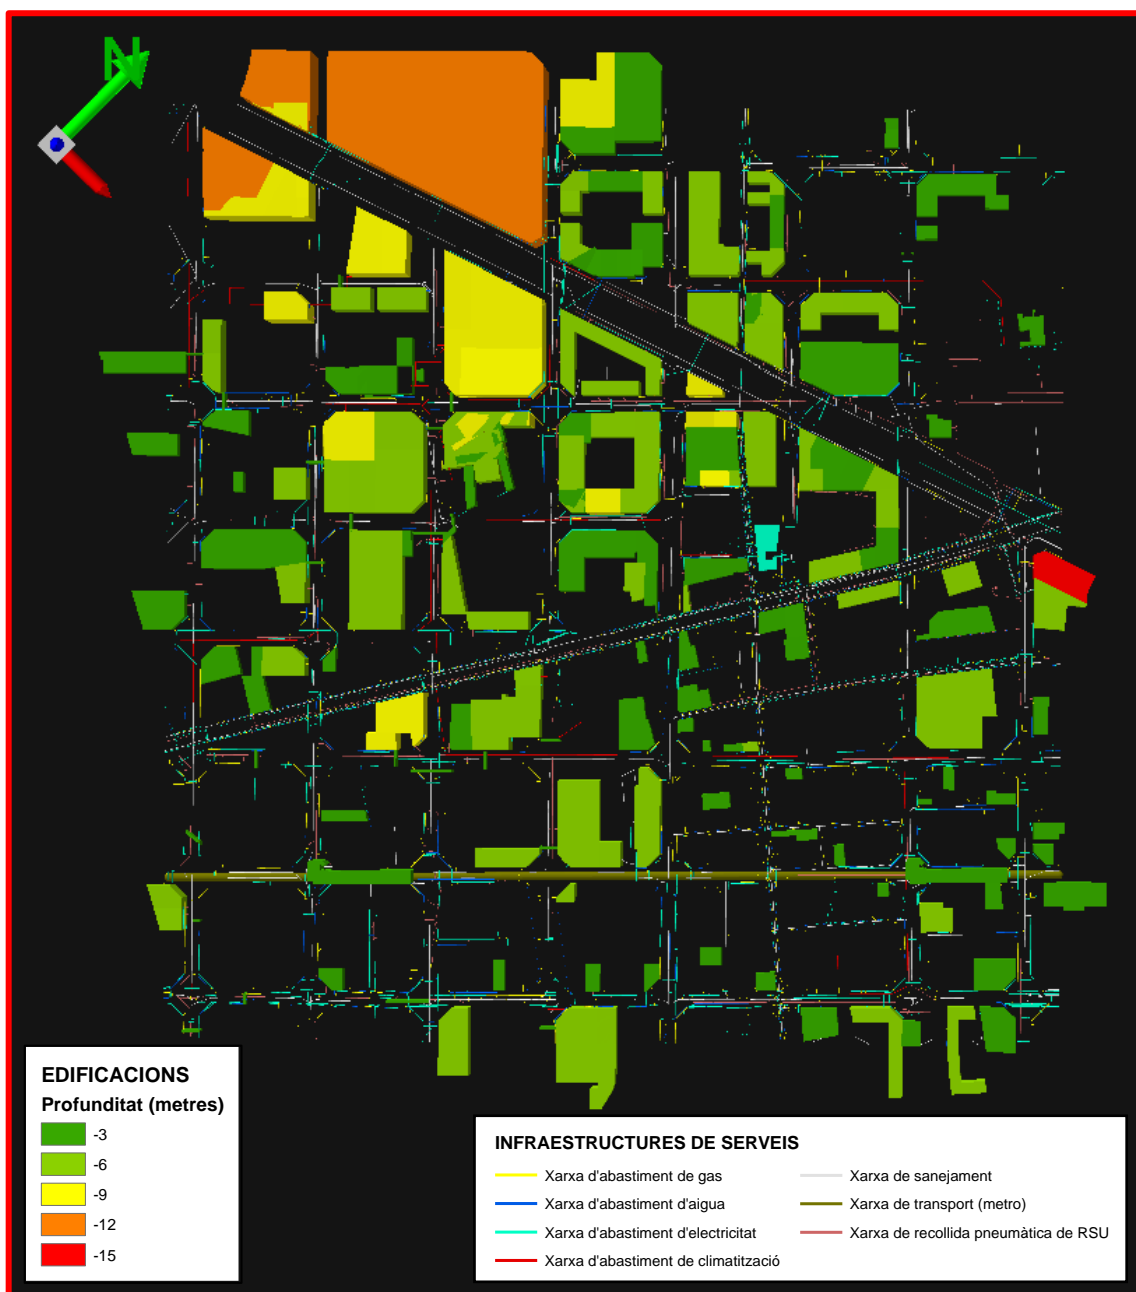 N
EDIFICACIONS
Profunditat (metres)
-3
-6
-9
-12
-15
INFRAESTRUCTURES DE SERVEIS
Xarxa d'abastiment de gas
Xarxa d'abastiment d'aigua
Xarxa d'abastiment d'electricitat
Xarxa d'abastiment de climatització
Xarxa de sanejament
Xarxa de transport (metro)
Xarxa de recollida pneumàtica de RSU